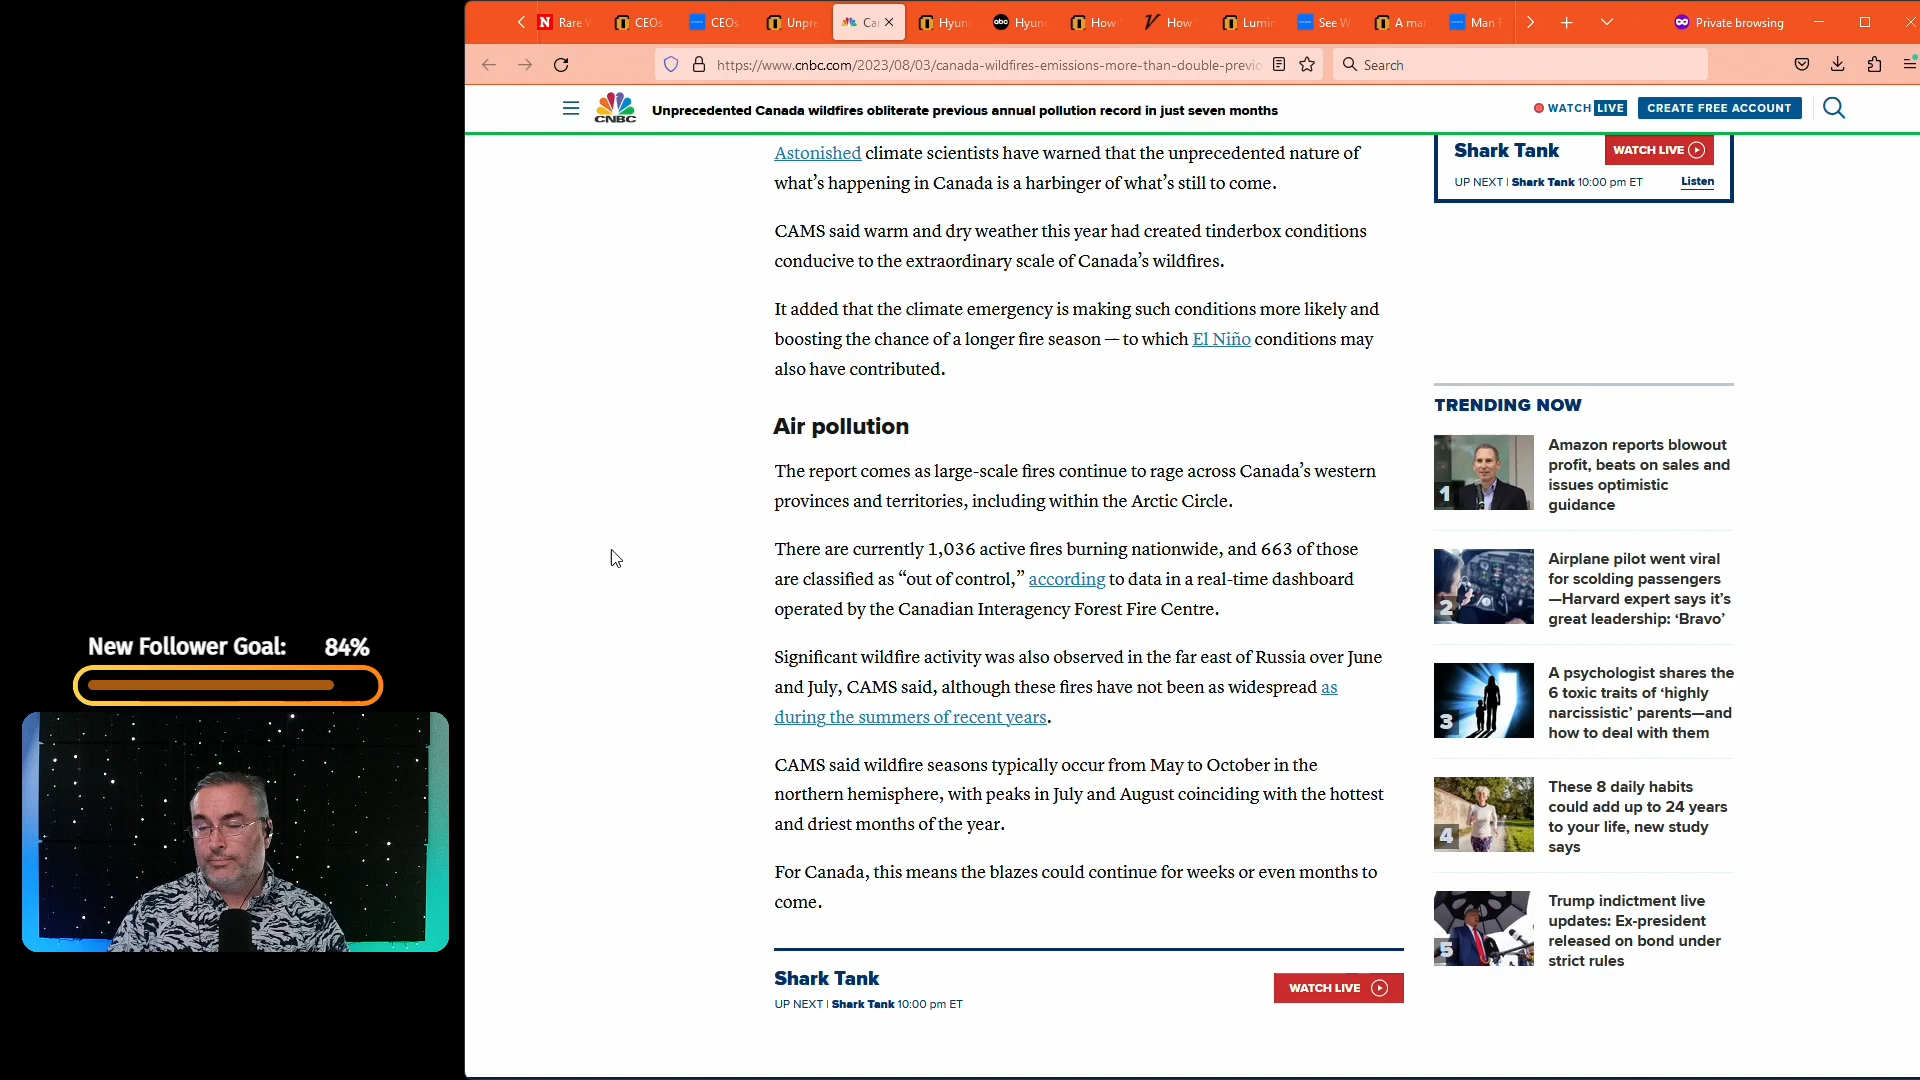 Rare
CEOs
CEOs
Unpre
Ca
Hyun
abc
Hyun
How
How
Lumin
See W
A mar
Man
Private browsing
https://www.cnbc.com/2023/08/03/canada-wildfires-emissions-more-than-double-previo
Search
CNBC
Unprecedented Canada wildfires obliterate previous annual pollution record in just seven months
WATCH LIVE
CREATE FREE ACCOUNT
Astonished climate scientists have warned that the unprecedented nature of
what’s happening in Canada is a harbinger of what’s still to come.
CAMS said warm and dry weather this year had created tinderbox conditions
conducive to the extraordinary scale of Canada’s wildfires.
It added that the climate emergency is making such conditions more likely and
boosting the chance of a longer fire season — to which El Niño conditions may
also have contributed.
Air pollution
The report comes as large-scale fires continue to rage across Canada’s western
provinces and territories, including within the Arctic Circle.
There are currently 1,036 active fires burning nationwide, and 663 of those
are classified as “out of control,” according to data in a real-time dashboard
operated by the Canadian Interagency Forest Fire Centre.
Significant wildfire activity was also observed in the far east of Russia over June
and July, CAMS said, although these fires have not been as widespread as
during the summers of recent years.
CAMS said wildfire seasons typically occur from May to October in the
northern hemisphere, with peaks in July and August coinciding with the hottest
and driest months of the year.
For Canada, this means the blazes could continue for weeks or even months to
come.
Shark Tank
WATCH LIVE
UP NEXT | Shark Tank 10:00 pm ET
Shark Tank
WATCH LIVE
UP NEXT | Shark Tank 10:00 pm ET
Listen
TRENDING NOW
1
Amazon reports blowout
profit, beats on sales and
issues optimistic
guidance
2
Airplane pilot went viral
for scolding passengers
—Harvard expert says it’s
great leadership: ‘Bravo’
3
A psychologist shares the
6 toxic traits of ‘highly
narcissistic’ parents—and
how to deal with them
4
These 8 daily habits
could add up to 24 years
to your life, new study
says
5
Trump indictment live
updates: Ex-president
released on bond under
strict rules
New Follower Goal: 84%